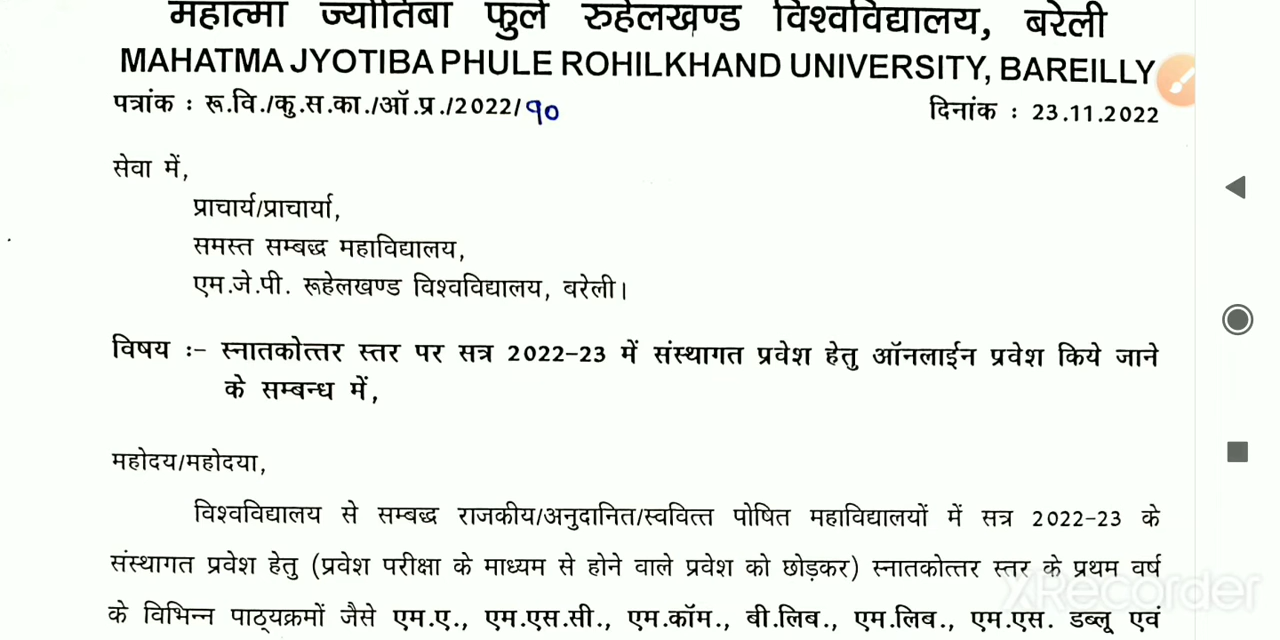 महात्मा ज्योतिबा फुले रुहेलखण्ड विश्वविद्यालय, बरेली
MAHATMA JYOTIBA PHULE ROHILKHAND UNIVERSITY, BAREILLY
पत्रांक : रू.वि./कु.स.का./ऑ.प्र./2022/९० दिनांक : 23.11.2022
सेवा में,
प्राचार्य/प्राचार्या,
समस्त सम्बद्ध महाविद्यालय,
एम.जे.पी. रूहेलखण्ड विश्वविद्यालय, बरेली।
विषय :- स्नातकोत्तर स्तर पर सत्र 2022-23 में संस्थागत प्रवेश हेतु ऑनलाईन प्रवेश किये जाने
के सम्बन्ध में,
महोदय/महोदया,
विश्वविद्यालय से सम्बद्ध राजकीय/अनुदानित/स्ववित्त पोषित महाविद्यालयों में सत्र 2022-23 के
संस्थागत प्रवेश हेतु (प्रवेश परीक्षा के माध्यम से होने वाले प्रवेश को छोड़कर) स्नातकोत्तर स्तर के प्रथम वर्ष
के विभिन्न पाठ्यक्रमों जैसे एम.ए., एम.एस.सी., एम.कॉम., बी.लिब., एम.लिब., एम.एस. डब्लू एवं
XRecorder